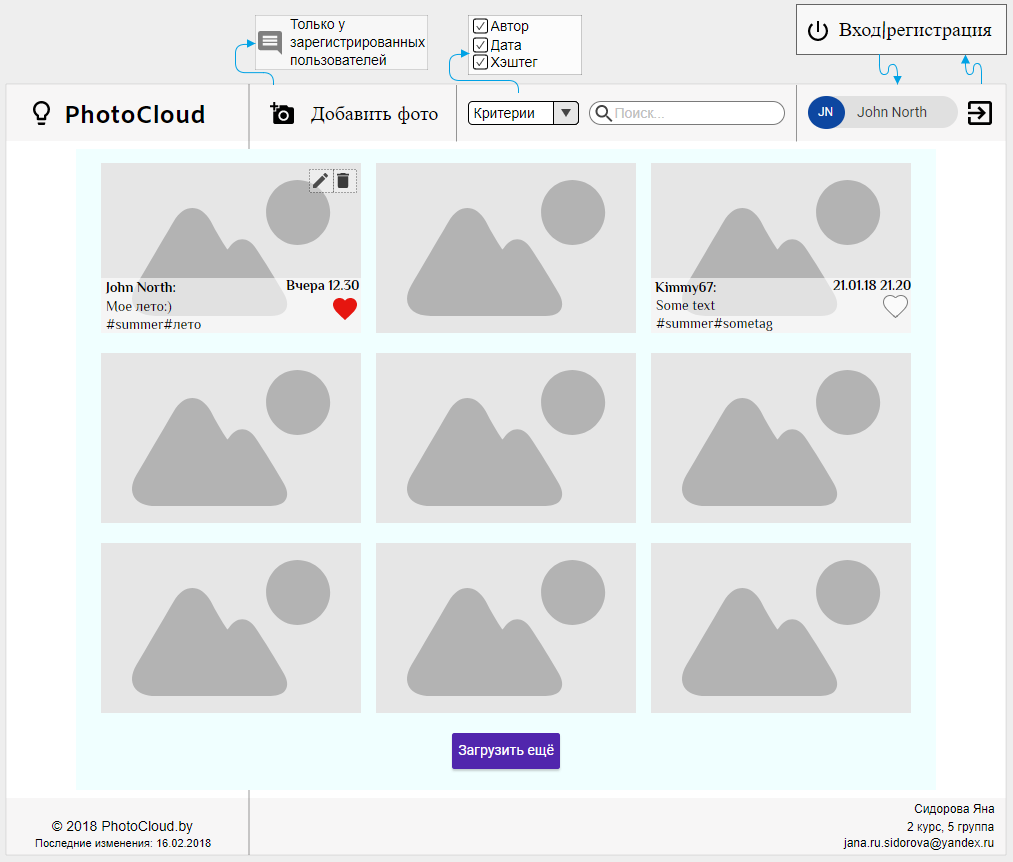 Только у
зарегистрированных
пользователей
Автор
Дата
Хэштег
Вход|регистрация
PhotoCloud
Добавить фото
Критерии
Поиск...
JN
John North
John North:
Вчера 12.30
Мое лето:)
#summer#лето
Kimmy67:
21.01.18 21.20
Some text
#summer#sometag
Загрузить ещё
© 2018 PhotoCloud.by
Последние изменения: 16.02.2018
Сидорова Яна
2 курс, 5 группа
jana.ru.sidorova@yandex.ru